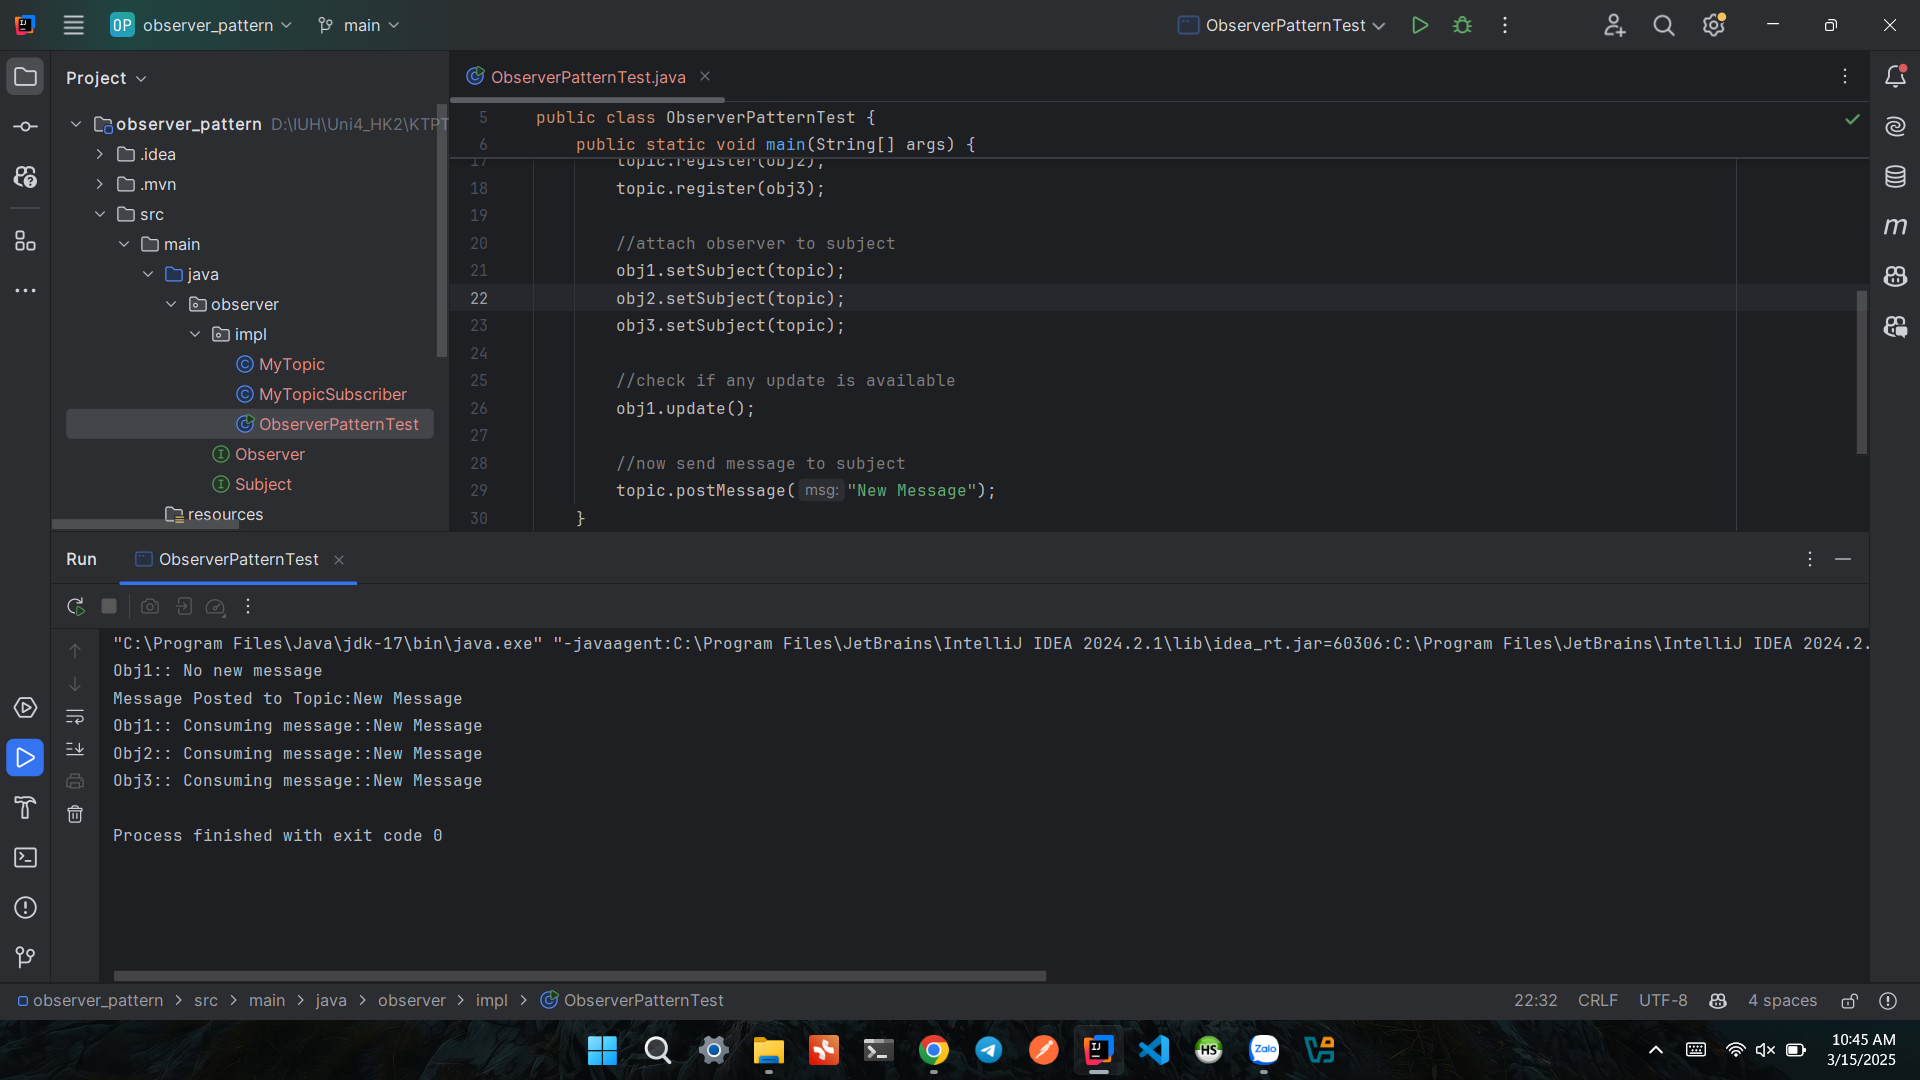 OP observer_pattern main ObserverPatternTest
Project
ObserverPatternTest.java
observer_pattern D:\IUH\Uni4_HK2\KTPT
.idea
.mvn
src
main
java
observer
impl
MyTopic
MyTopicSubscriber
ObserverPatternTest
Observer
Subject
resources
5 public class ObserverPatternTest {
6 public static void main(String[] args) {
17 topic.register(obj2);
18 topic.register(obj3);
19
20 //attach observer to subject
21 obj1.setSubject(topic);
22 obj2.setSubject(topic);
23 obj3.setSubject(topic);
24
25 //check if any update is available
26 obj1.update();
27
28 //now send message to subject
29 topic.postMessage( msg: "New Message");
30 }
Run ObserverPatternTest
"C:\Program Files\Java\jdk-17\bin\java.exe" "-javaagent:C:\Program Files\JetBrains\IntelliJ IDEA 2024.2.1\lib\idea_rt.jar=60306:C:\Program Files\JetBrains\IntelliJ IDEA 2024.2.
Obj1:: No new message
Message Posted to Topic:New Message
Obj1:: Consuming message::New Message
Obj2:: Consuming message::New Message
Obj3:: Consuming message::New Message
Process finished with exit code 0
observer_pattern > src > main > java > observer > impl > ObserverPatternTest 22:32 CRLF UTF-8 4 spaces
HS
Zalo
10:45 AM
3/15/2025